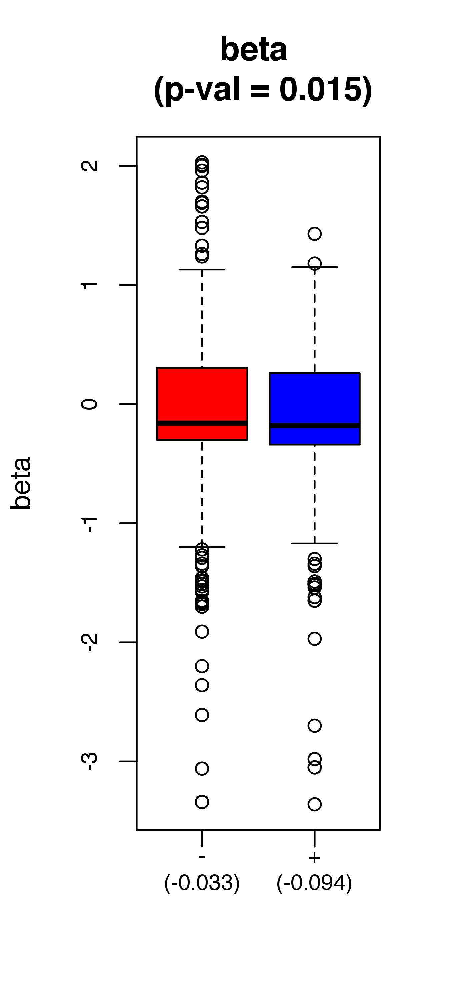 beta
(p-val = 0.015)
beta
2
1
0
-1
-2
-3
- +
(-0.033) (-0.094)